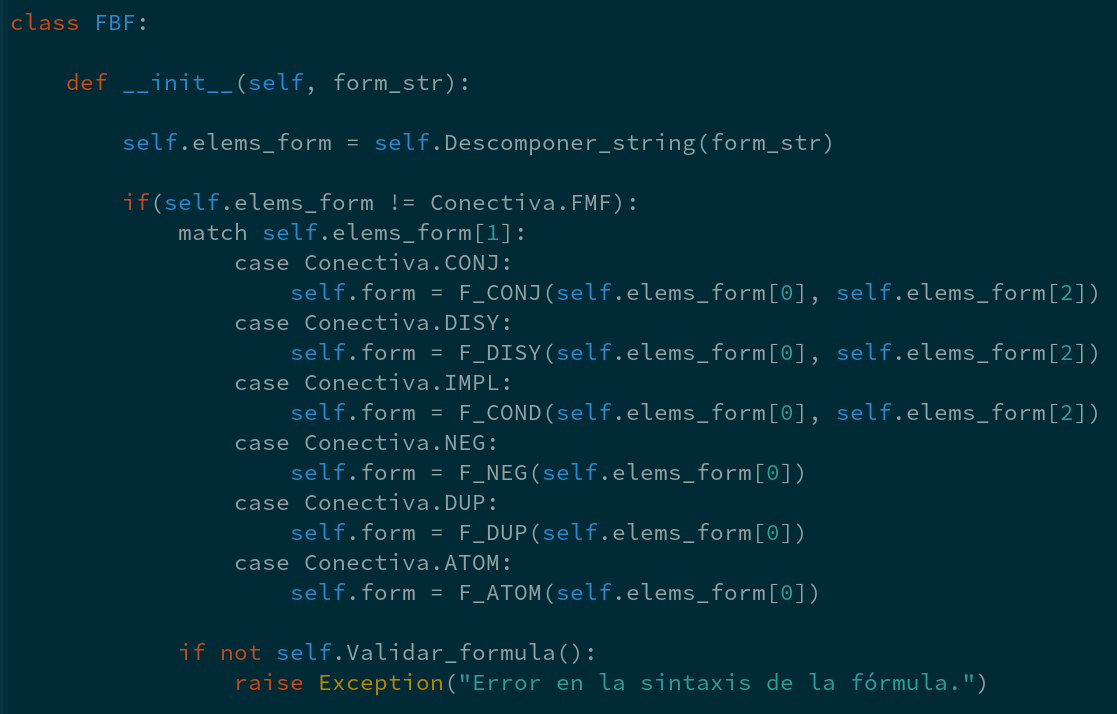 class FBF:
def __init__(self, form_str):
self.elems_form = self.Descomponer_string(form_str)
if(self.elems_form != Conectiva.FMF):
match self.elems_form[1]:
case Conectiva.CONJ:
self.form = F_CONJ(self.elems_form[0], self.elems_form[2])
case Conectiva.DISY:
self.form = F_DISY(self.elems_form[0], self.elems_form[2])
case Conectiva.IMPL:
self.form = F_COND(self.elems_form[0], self.elems_form[2])
case Conectiva.NEG:
self.form = F_NEG(self.elems_form[0])
case Conectiva.DUP:
self.form = F_DUP(self.elems_form[0])
case Conectiva.ATOM:
self.form = F_ATOM(self.elems_form[0])
if not self.Validar_formula():
raise Exception("Error en la sintaxis de la fórmula.")